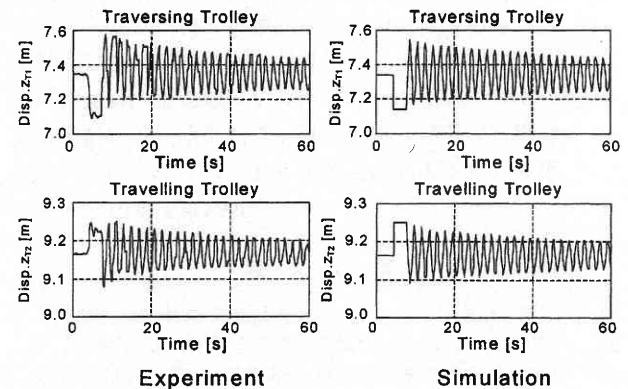 Traversing Trolley
Disp.zT1 [m]
7.6
7.4
7.2
7.0
0 20 40 60
Time [s]
Traversing Trolley
Disp.zT1 [m]
7.6
7.4
7.2
7.0
0 20 40 60
Time [s]
Travelling Trolley
Disp.zT2 [m]
9.3
9.2
9.1
9.0
0 20 40 60
Time [s]
Travelling Trolley
Disp.zT2 [m]
9.3
9.2
9.1
9.0
0 20 40 60
Time [s]
Experiment
Simulation